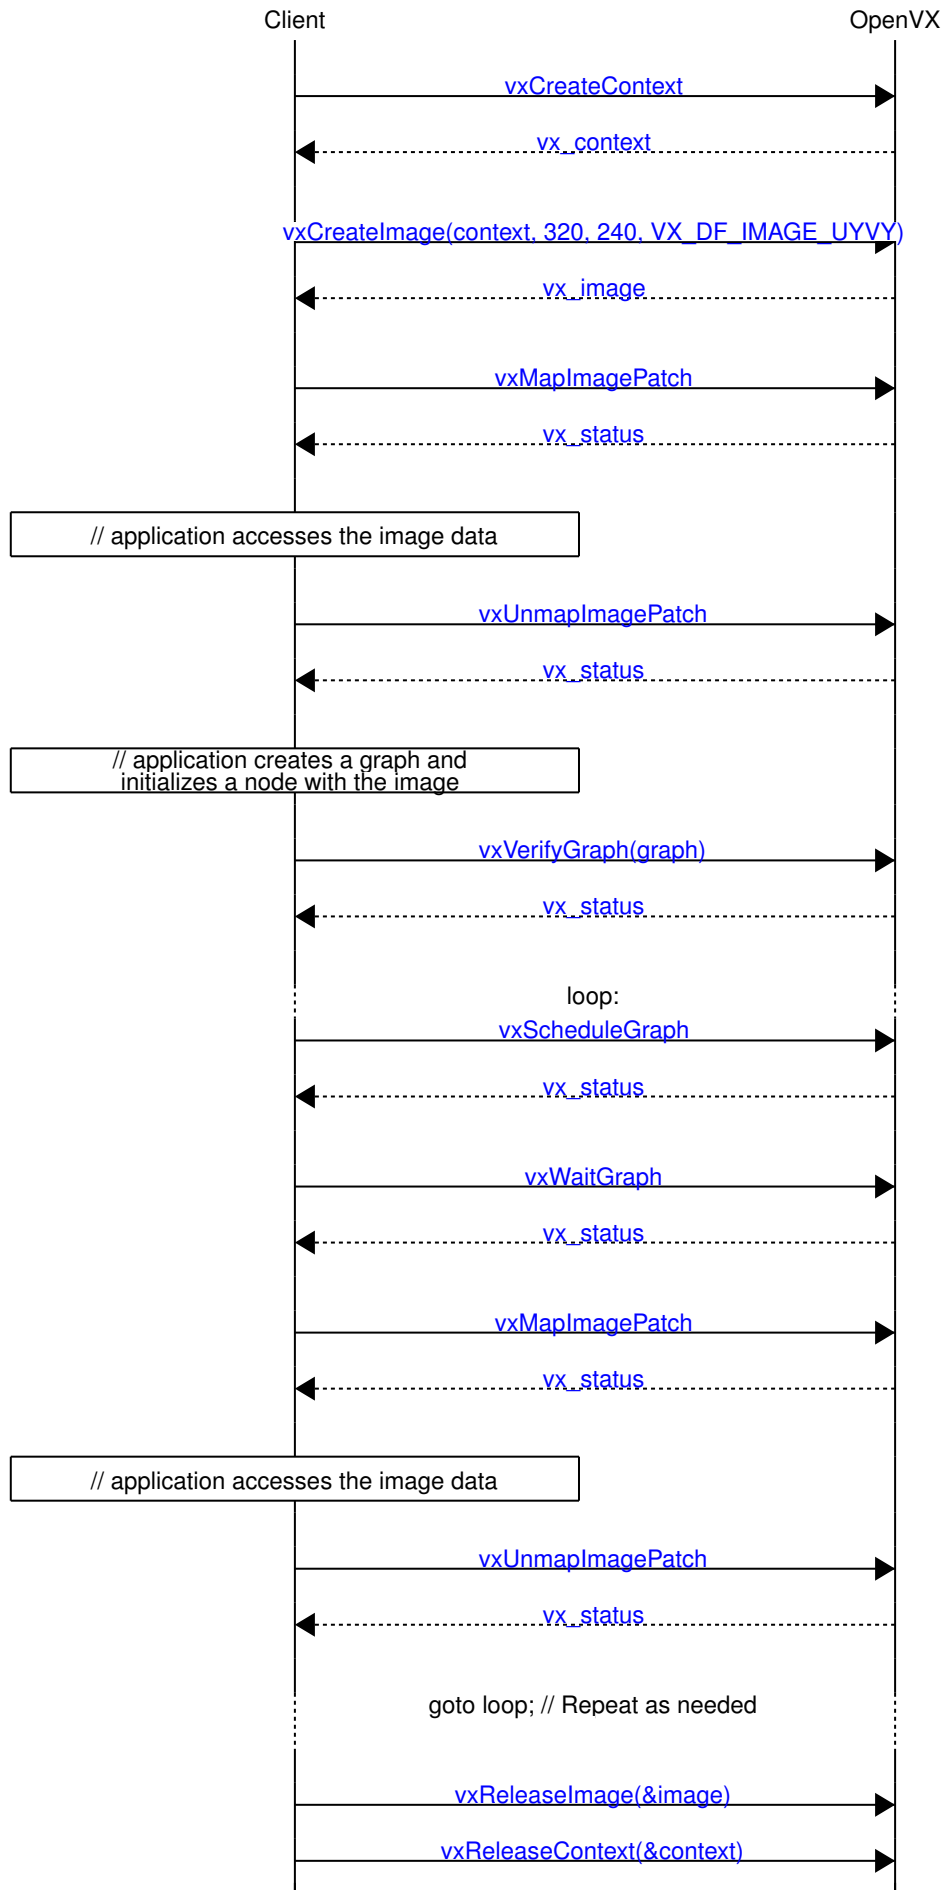 Client
OpenVX
vxCreateContext
vx_context
vxCreateImage(context, 320, 240, VX_DF_IMAGE_UYVY)
vx_image
vxMapImagePatch
vx_status
// application accesses the image data
vxUnmapImagePatch
vx_status
// application creates a graph and
initializes a node with the image
vxVerifyGraph(graph)
vx_status
loop:
vxScheduleGraph
vx_status
vxWaitGraph
vx_status
vxMapImagePatch
vx_status
// application accesses the image data
vxUnmapImagePatch
vx_status
goto loop; // Repeat as needed
vxReleaseImage(&image)
vxReleaseContext(&context)